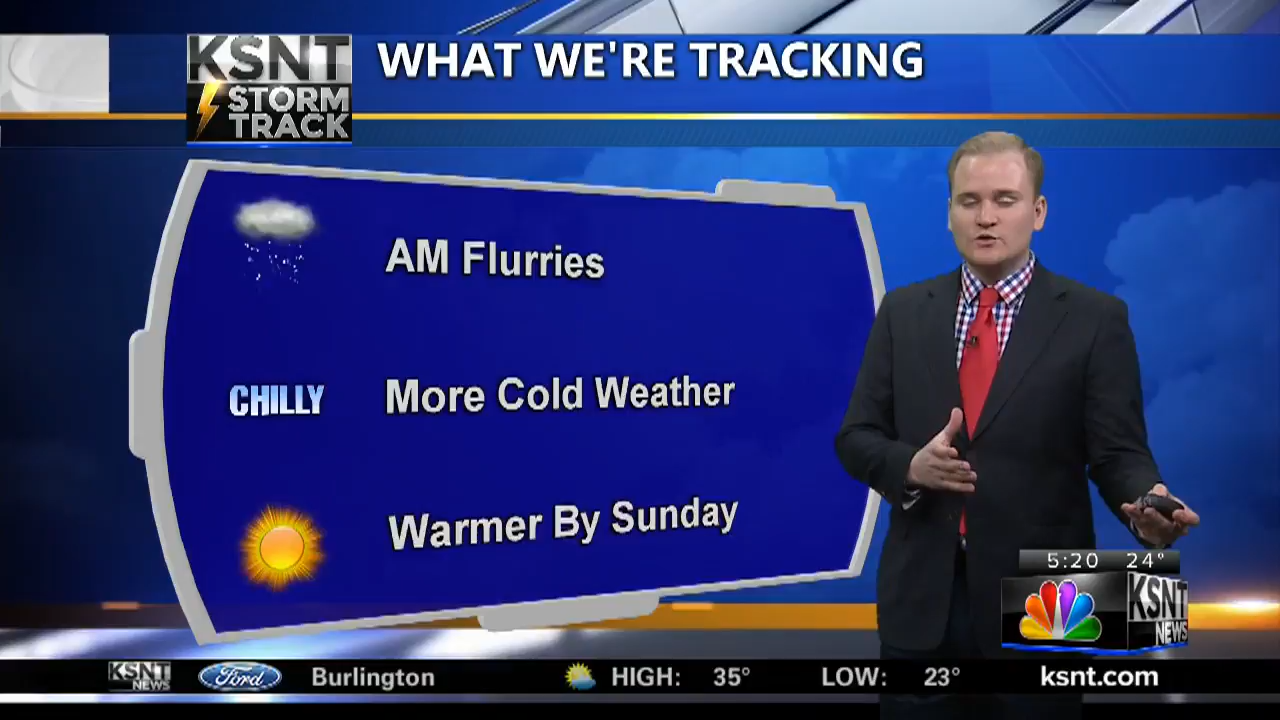 KSNT
STORM
TRACK
WHAT WE'RE TRACKING
AM Flurries
CHILLY
More Cold Weather
Warmer By Sunday
5:20 24°
KSNT
NEWS
KSNT
NEWS
Ford
Burlington
HIGH: 35°
LOW: 23°
ksnt.com